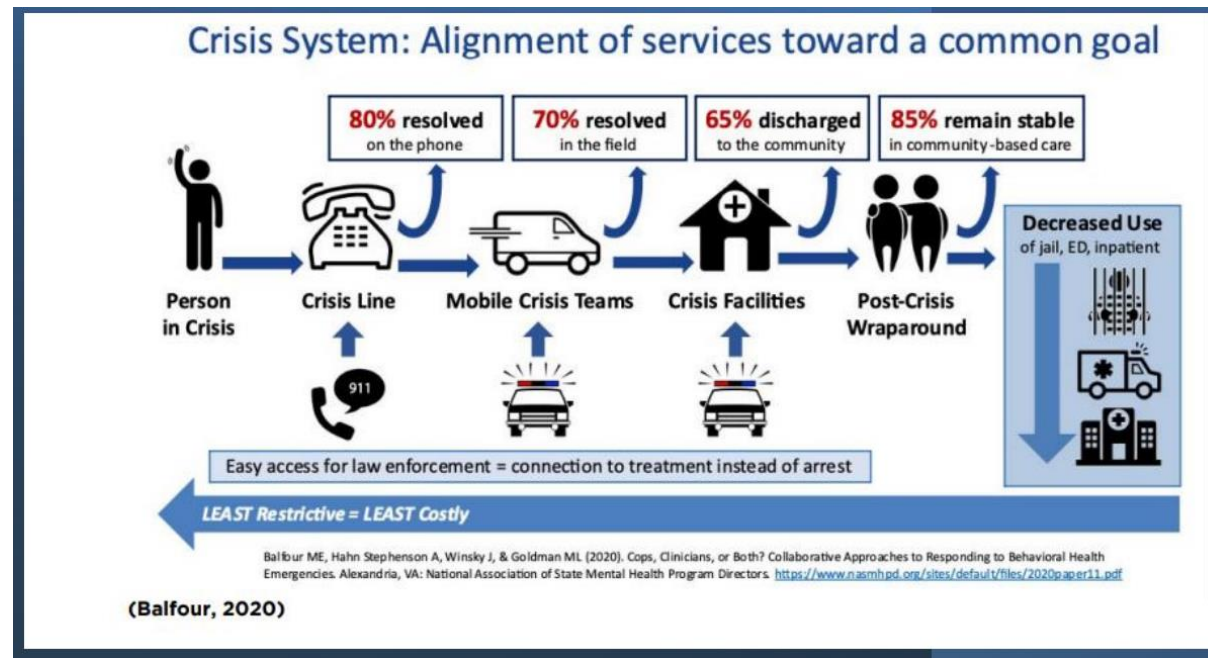 Crisis System: Alignment of services toward a common goal
80% resolved
on the phone
70% resolved
in the field
65% discharged
to the community
85% remain stable
in community-based care
Person
in Crisis
Crisis Line
Mobile Crisis Teams
Crisis Facilities
Post-Crisis
Wraparound
Decreased Use
of jail, ED, inpatient
911
Easy access for law enforcement = connection to treatment instead of arrest
LEAST Restrictive = LEAST Costly
Balfour ME, Hahn Stephenson A, Winsky J, & Goldman ML (2020). Cops, Clinicians, or Both? Collaborative Approaches to Responding to Behavioral Health
Emergencies. Alexandria, VA: National Association of State Mental Health Program Directors. https://www.nasmhpd.org/sites/default/files/2020paper11.pdf
(Balfour, 2020)